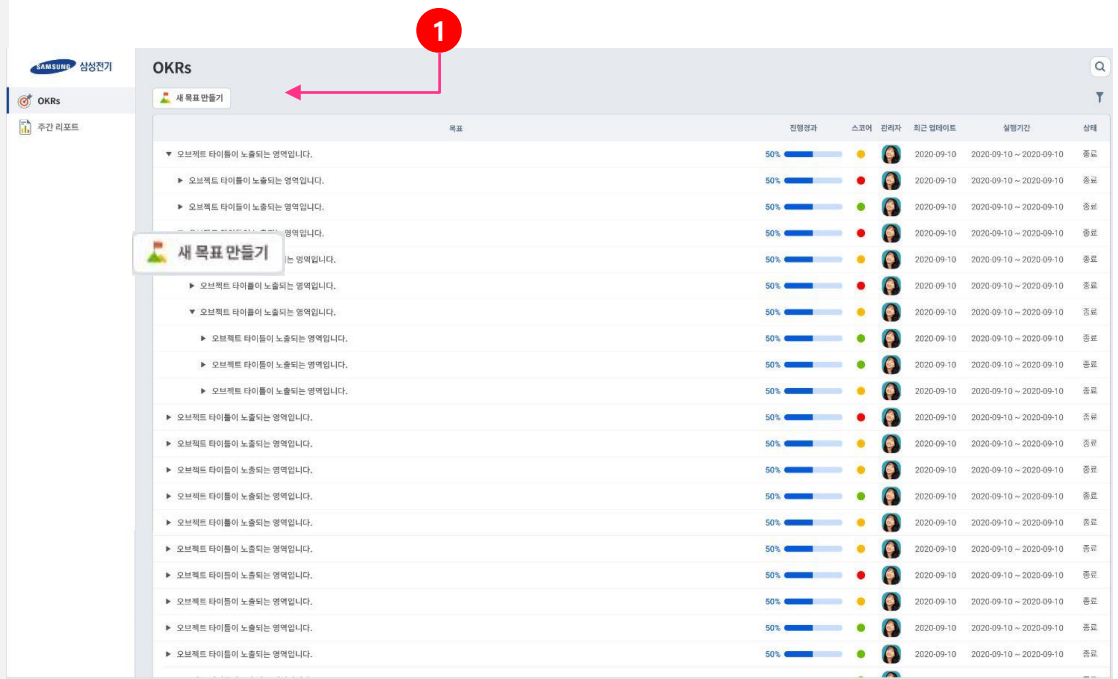 1
SAMSUNG 삼성전기
OKRs
OKRs
새 목표 만들기
주간 리포트
목표 진행경과 스코어 관리자 최근 업데이트 실행기간 상태
▼ 오브젝트 타이틀이 노출되는 영역입니다. 50% 2020-09-10 2020-09-10 ~ 2020-09-10 종료
▶ 오브젝트 타이틀이 노출되는 영역입니다. 50% 2020-09-10 2020-09-10 ~ 2020-09-10 종료
▶ 오브젝트 타이틀이 노출되는 영역입니다. 50% 2020-09-10 2020-09-10 ~ 2020-09-10 종료
영역입니다. 50% 2020-09-10 2020-09-10 ~ 2020-09-10 종료
새 목표 만들기
는 영역입니다. 50% 2020-09-10 2020-09-10 ~ 2020-09-10 종료
▶ 오브젝트 타이틀이 노출되는 영역입니다. 50% 2020-09-10 2020-09-10 ~ 2020-09-10 종료
▼ 오브젝트 타이틀이 노출되는 영역입니다. 50% 2020-09-10 2020-09-10 ~ 2020-09-10 종료
▶ 오브젝트 타이틀이 노출되는 영역입니다. 50% 2020-09-10 2020-09-10 ~ 2020-09-10 종료
▶ 오브젝트 타이틀이 노출되는 영역입니다. 50% 2020-09-10 2020-09-10 ~ 2020-09-10 종료
▶ 오브젝트 타이틀이 노출되는 영역입니다. 50% 2020-09-10 2020-09-10 ~ 2020-09-10 종료
▶ 오브젝트 타이틀이 노출되는 영역입니다. 50% 2020-09-10 2020-09-10 ~ 2020-09-10 종료
▶ 오브젝트 타이틀이 노출되는 영역입니다. 50% 2020-09-10 2020-09-10 ~ 2020-09-10 종료
▶ 오브젝트 타이틀이 노출되는 영역입니다. 50% 2020-09-10 2020-09-10 ~ 2020-09-10 종료
▶ 오브젝트 타이틀이 노출되는 영역입니다. 50% 2020-09-10 2020-09-10 ~ 2020-09-10 종료
▶ 오브젝트 타이틀이 노출되는 영역입니다. 50% 2020-09-10 2020-09-10 ~ 2020-09-10 종료
▶ 오브젝트 타이틀이 노출되는 영역입니다. 50% 2020-09-10 2020-09-10 ~ 2020-09-10 종료
▶ 오브젝트 타이틀이 노출되는 영역입니다. 50% 2020-09-10 2020-09-10 ~ 2020-09-10 종료
▶ 오브젝트 타이틀이 노출되는 영역입니다. 50% 2020-09-10 2020-09-10 ~ 2020-09-10 종료
▶ 오브젝트 타이틀이 노출되는 영역입니다. 50% 2020-09-10 2020-09-10 ~ 2020-09-10 종료
▶ 오브젝트 타이틀이 노출되는 영역입니다. 50% 2020-09-10 2020-09-10 ~ 2020-09-10 종료